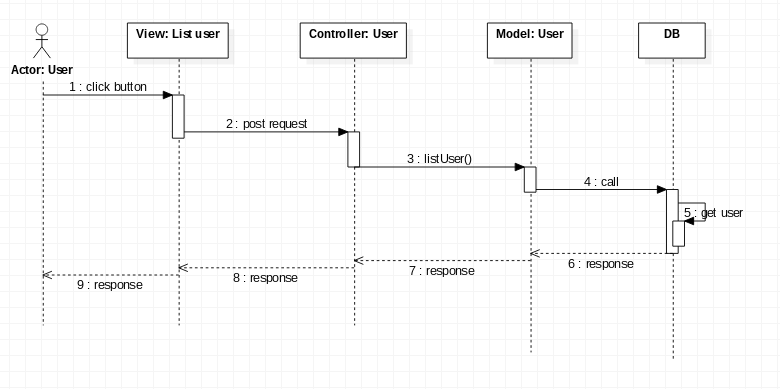 View: List user
Controller: User
Model: User
DB
Actor: User
1 : click button
2 : post request
3 : listUser()
4 : call
5 : get user
6 : response
7 : response
8 : response
9 : response